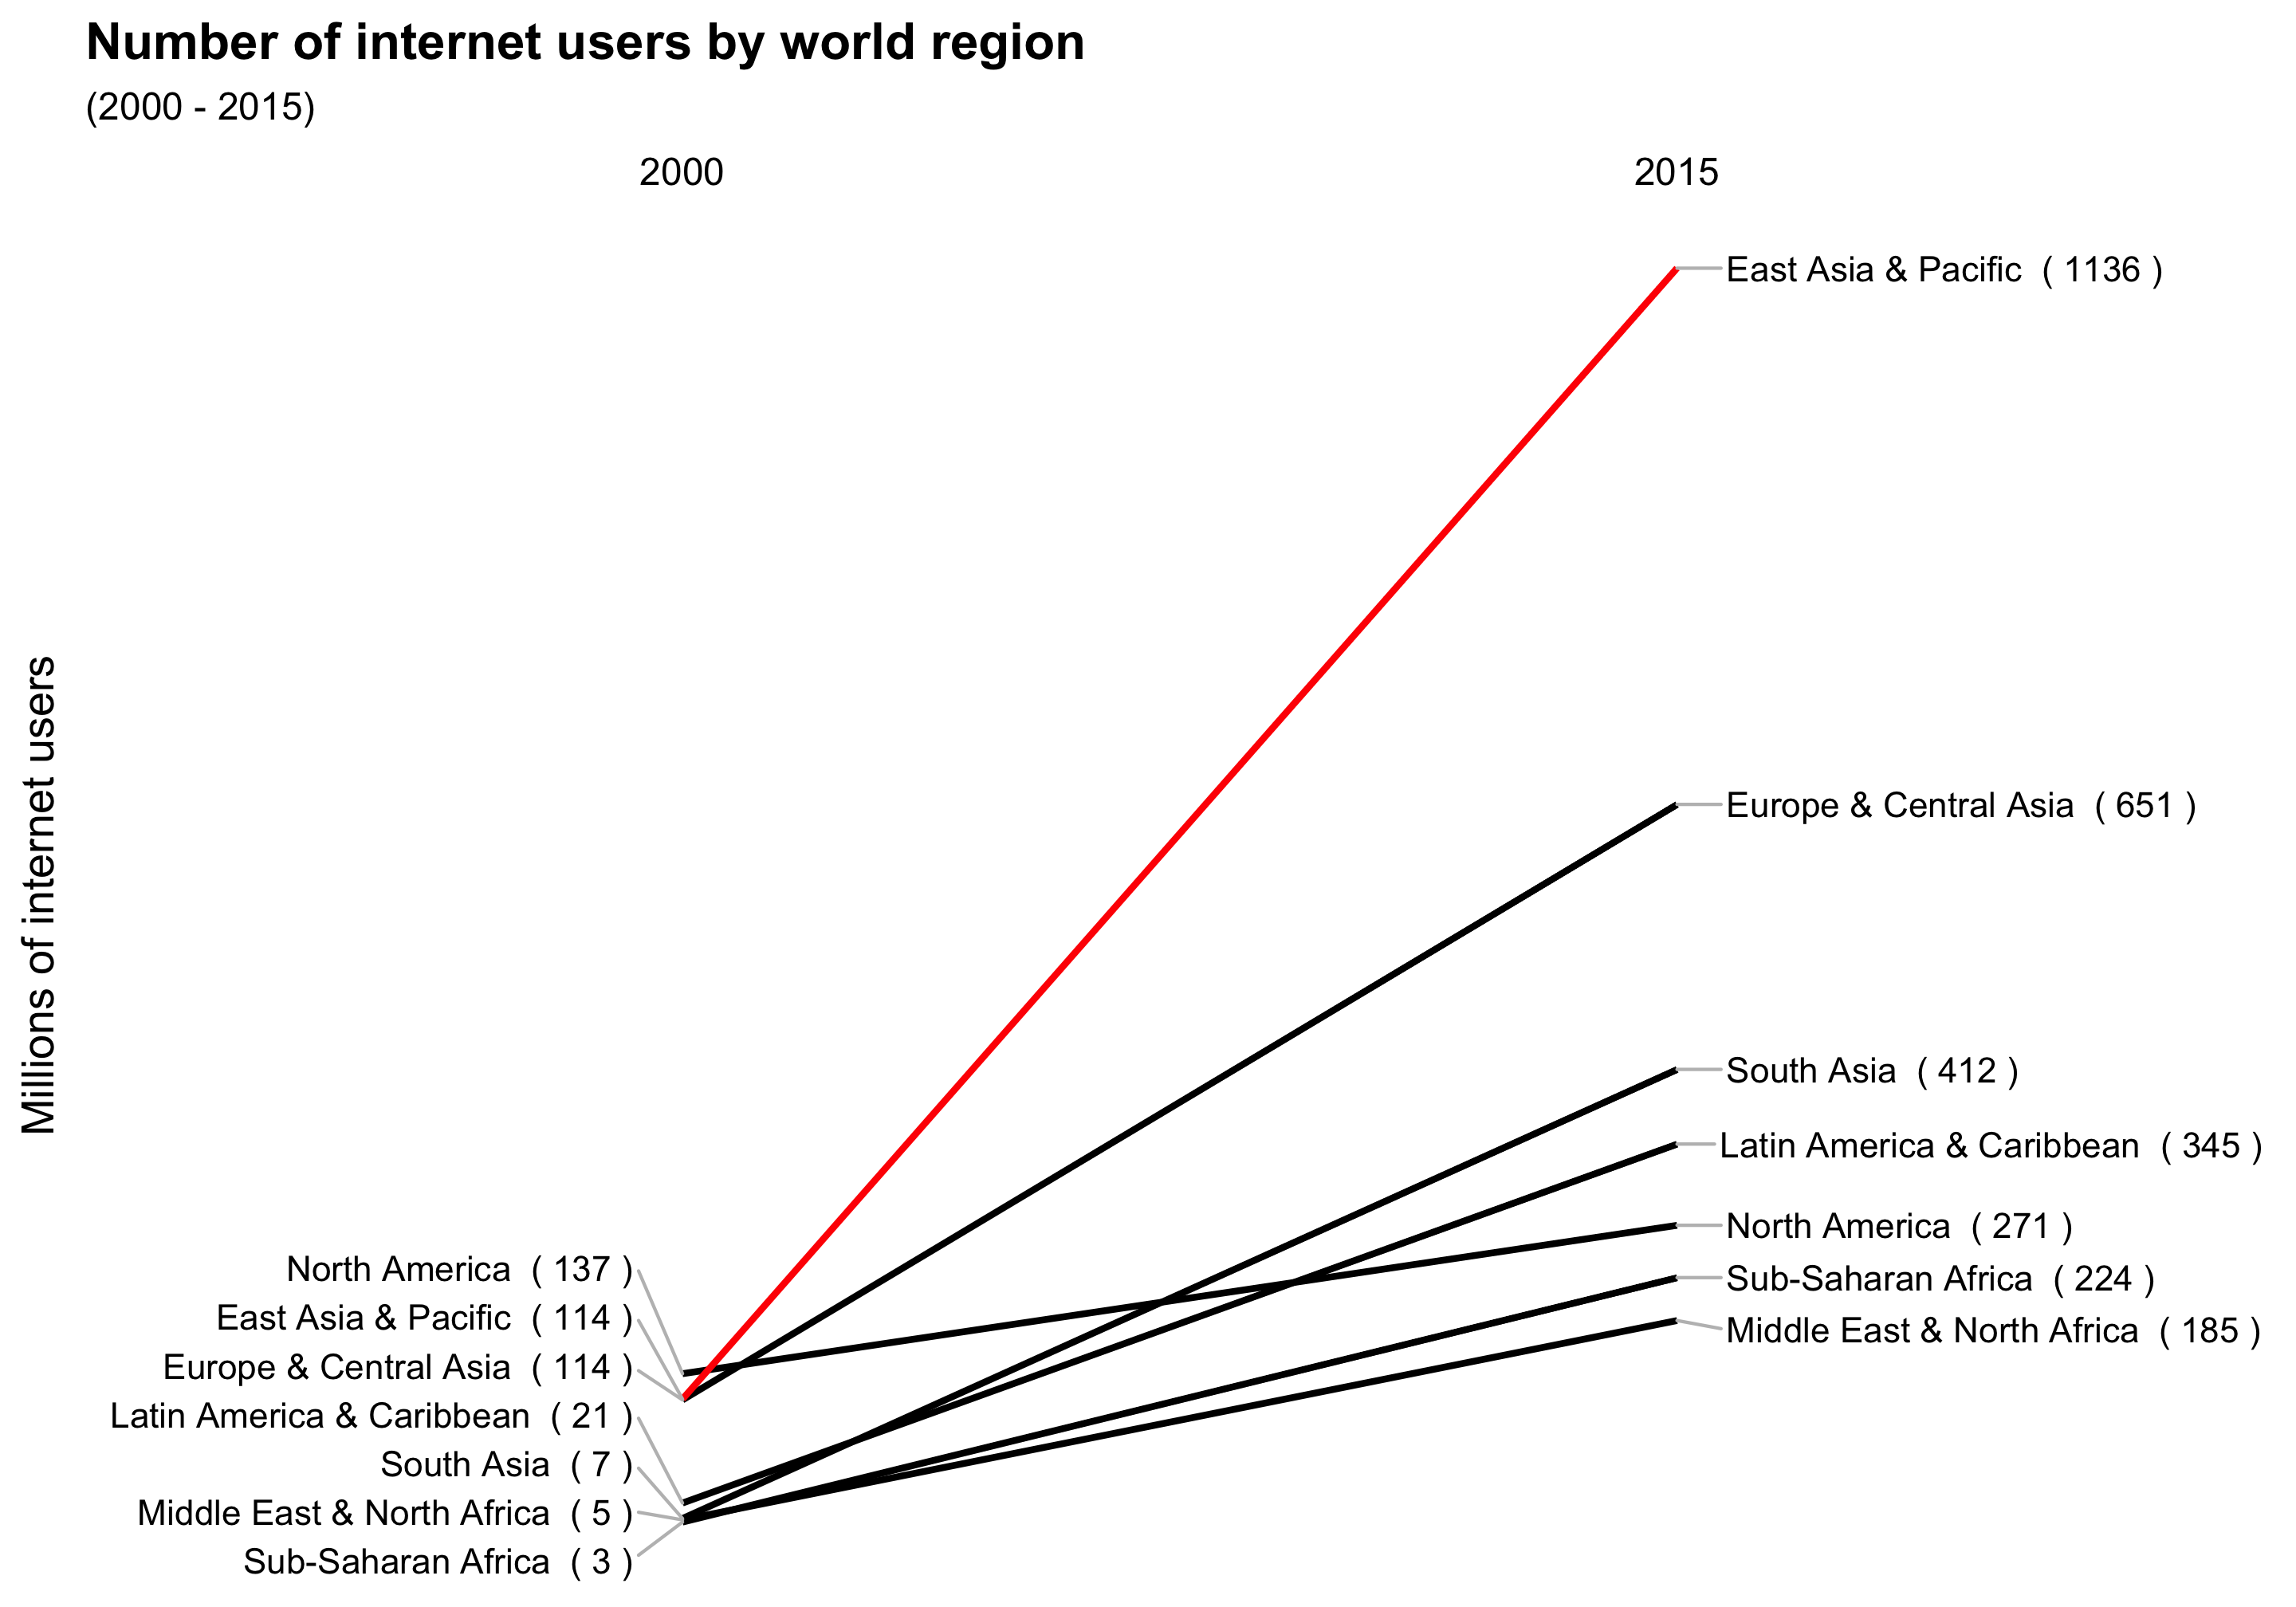 Number of internet users by world region
(2000 - 2015)
2000
2015
Millions of internet users
North America ( 137 )
East Asia & Pacific ( 114 )
Europe & Central Asia ( 114 )
Latin America & Caribbean ( 21 )
South Asia ( 7 )
Middle East & North Africa ( 5 )
Sub-Saharan Africa ( 3 )
East Asia & Pacific ( 1136 )
Europe & Central Asia ( 651 )
South Asia ( 412 )
Latin America & Caribbean ( 345 )
North America ( 271 )
Sub-Saharan Africa ( 224 )
Middle East & North Africa ( 185 )